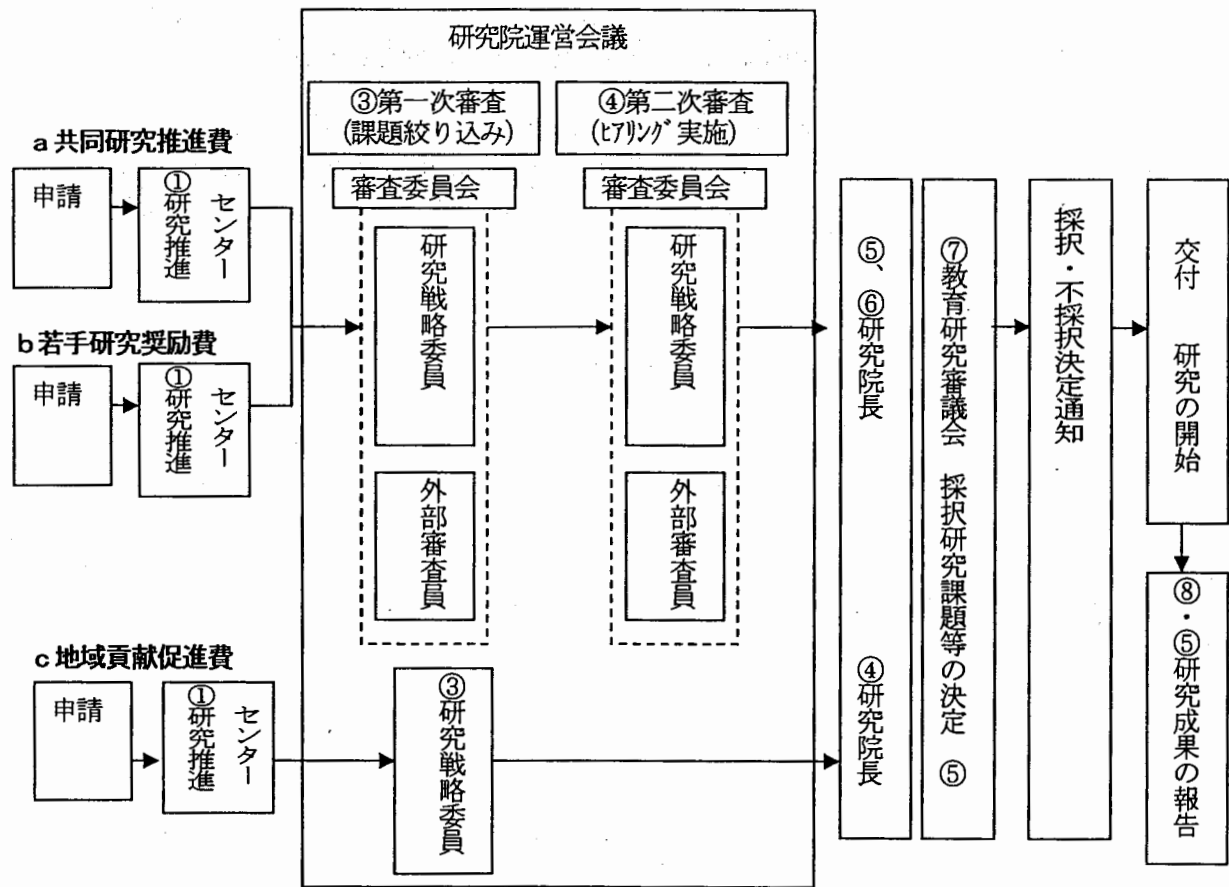 研究院運営会議
③第一次審査
(課題絞り込み)
④第二次審査
(ヒアリング実施)
審査委員会
審査委員会
研究戦略委員
外部審査員
研究戦略委員
外部審査員
a 共同研究推進費
申請
①研究推進
センター
b 若手研究奨励費
申請
①研究推進
センター
c 地域貢献促進費
申請
①研究推進
センター
③研究戦略委員
⑤、⑥研究院長
④研究院長
⑦教育研究審議会 採択研究課題等の決定 ⑤
採択・不採択決定通知
交付 研究の開始
⑧・⑤研究成果の報告